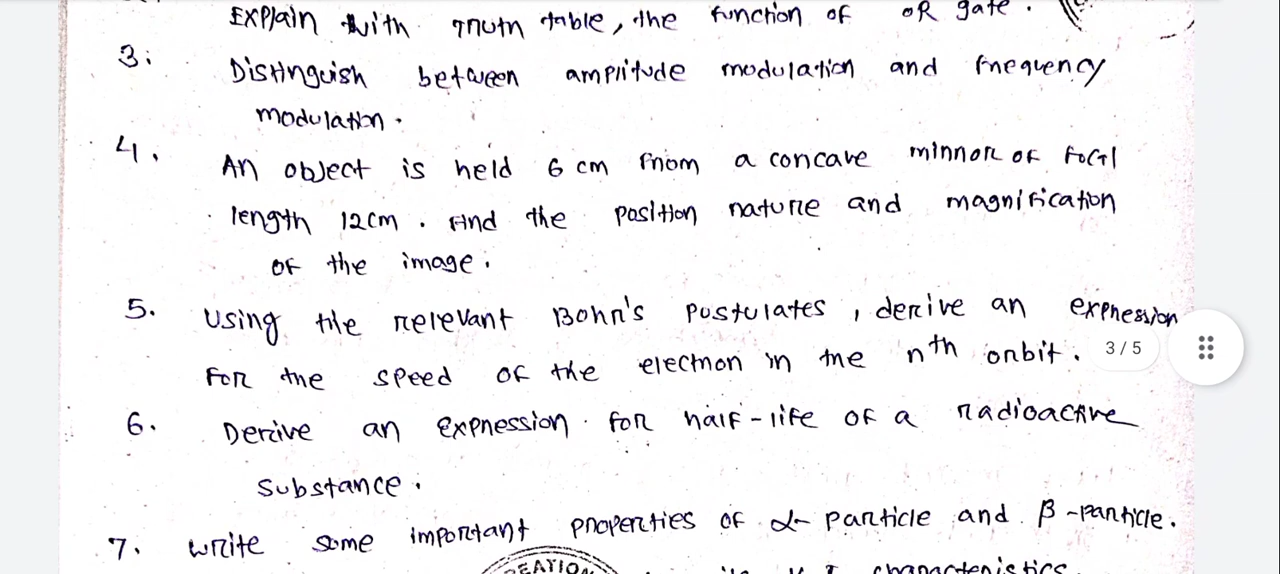 Explain with truth table, the function of OR gate.
3. Distinguish between amplitude modulation and frequency
modulation.
4. An object is held 6 cm from a concave mirror of focal
length 12cm. Find the position nature and magnification
of the image.
5. Using the relevant Bohr's postulates, derive an expression
for the speed of the electron in the nth orbit.
3/5
6. Derive an expression for half-life of a radioactive
substance.
7. Write some important properties of α- particle and β-particle.
characteristics.